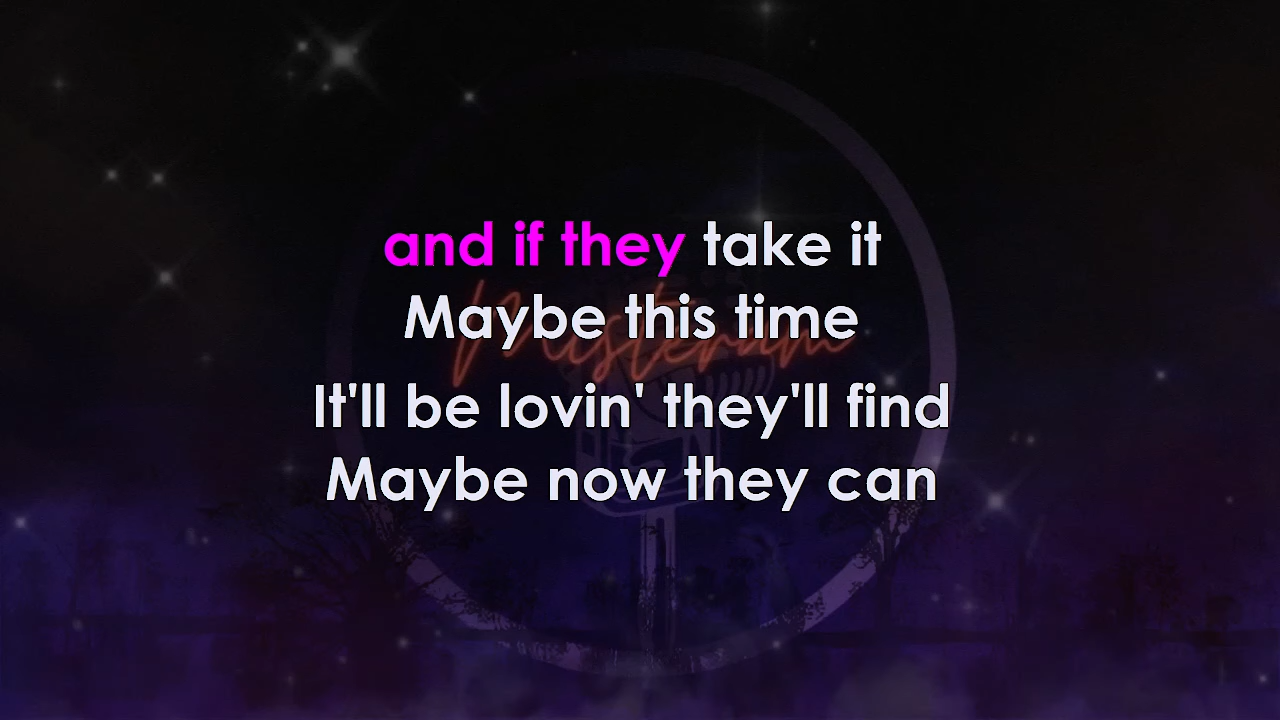 and if they take it
Maybe this time
Misterum
It'll be lovin' they'll find
Maybe now they can